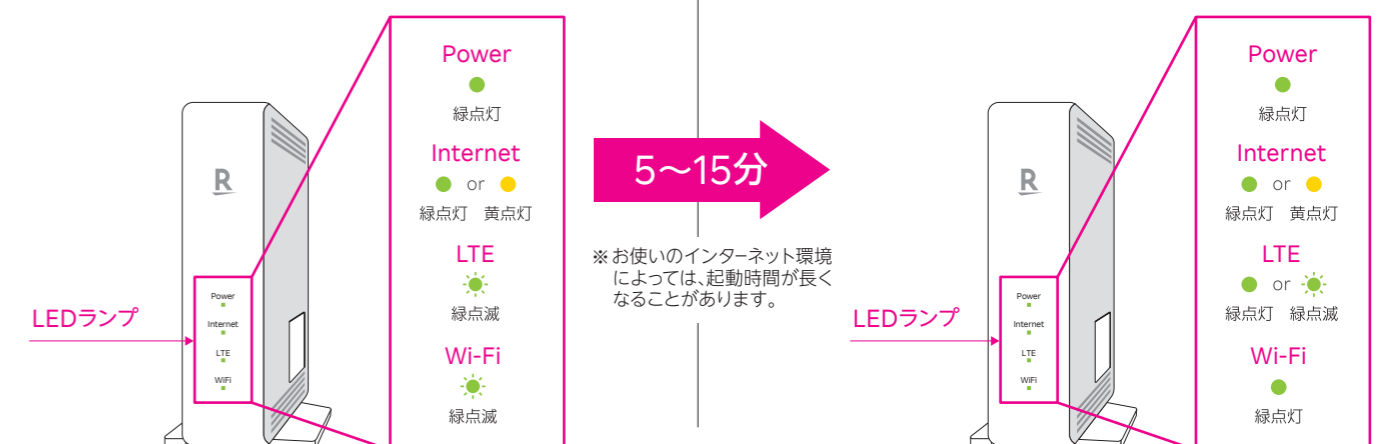 Power
緑点灯
Internet
or
緑点灯 黄点灯
LTE
緑点滅
Wi-Fi
緑点滅
R
Power
Internet
LTE
WiFi
LEDランプ
5〜15分
※お使いのインターネット環境
によっては、起動時間が長く
なることがあります。
Power
緑点灯
Internet
or
緑点灯 黄点灯
LTE
or
緑点灯 緑点滅
Wi-Fi
緑点灯
R
Power
Internet
LTE
WiFi
LEDランプ